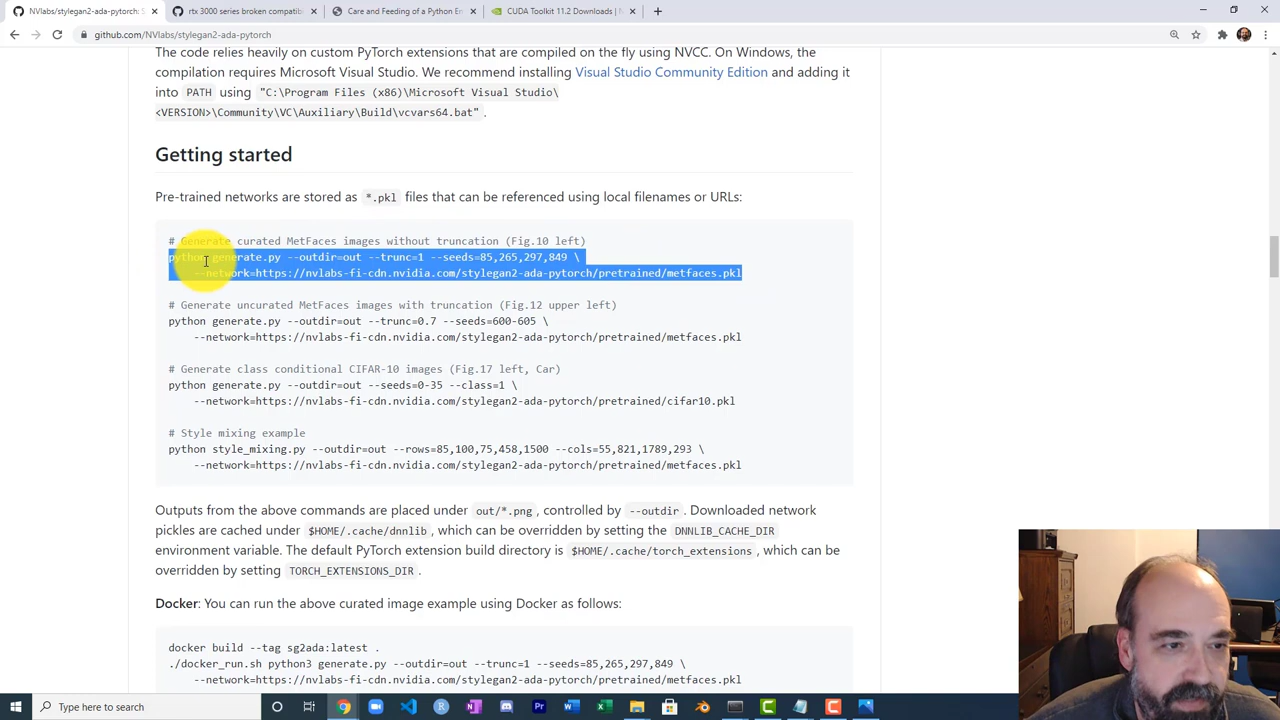 NVlabs/stylegan2-ada-pytorch: S
rtx 3000 series broken compatib
Care and Feeding of a Python En
CUDA Toolkit 11.2 Downloads | N
github.com/NVlabs/stylegan2-ada-pytorch
The code relies heavily on custom PyTorch extensions that are compiled on the fly using NVCC. On Windows, the
compilation requires Microsoft Visual Studio. We recommend installing Visual Studio Community Edition and adding it
into PATH using "C:\Program Files (x86)\Microsoft Visual Studio\
<VERSION>\Community\VC\Auxiliary\Build\vcvars64.bat" .
Getting started
Pre-trained networks are stored as *.pkl files that can be referenced using local filenames or URLs:
# Generate curated MetFaces images without truncation (Fig.10 left)
python generate.py --outdir=out --trunc=1 --seeds=85,265,297,849 \
--network=https://nvlabs-fi-cdn.nvidia.com/stylegan2-ada-pytorch/pretrained/metfaces.pkl
# Generate uncurated MetFaces images with truncation (Fig.12 upper left)
python generate.py --outdir=out --trunc=0.7 --seeds=600-605 \
--network=https://nvlabs-fi-cdn.nvidia.com/stylegan2-ada-pytorch/pretrained/metfaces.pkl
# Generate class conditional CIFAR-10 images (Fig.17 left, Car)
python generate.py --outdir=out --seeds=0-35 --class=1 \
--network=https://nvlabs-fi-cdn.nvidia.com/stylegan2-ada-pytorch/pretrained/cifar10.pkl
# Style mixing example
python style_mixing.py --outdir=out --rows=85,100,75,458,1500 --cols=55,821,1789,293 \
--network=https://nvlabs-fi-cdn.nvidia.com/stylegan2-ada-pytorch/pretrained/metfaces.pkl
Outputs from the above commands are placed under out/*.png , controlled by --outdir . Downloaded network
pickles are cached under $HOME/.cache/dnnlib , which can be overridden by setting the DNNLIB_CACHE_DIR
environment variable. The default PyTorch extension build directory is $HOME/.cache/torch_extensions , which can be
overridden by setting TORCH_EXTENSIONS_DIR .
Docker: You can run the above curated image example using Docker as follows:
docker build --tag sg2ada:latest .
./docker_run.sh python3 generate.py --outdir=out --trunc=1 --seeds=85,265,297,849 \
--network=https://nvlabs-fi-cdn.nvidia.com/stylegan2-ada-pytorch/pretrained/metfaces.pkl
Type here to search